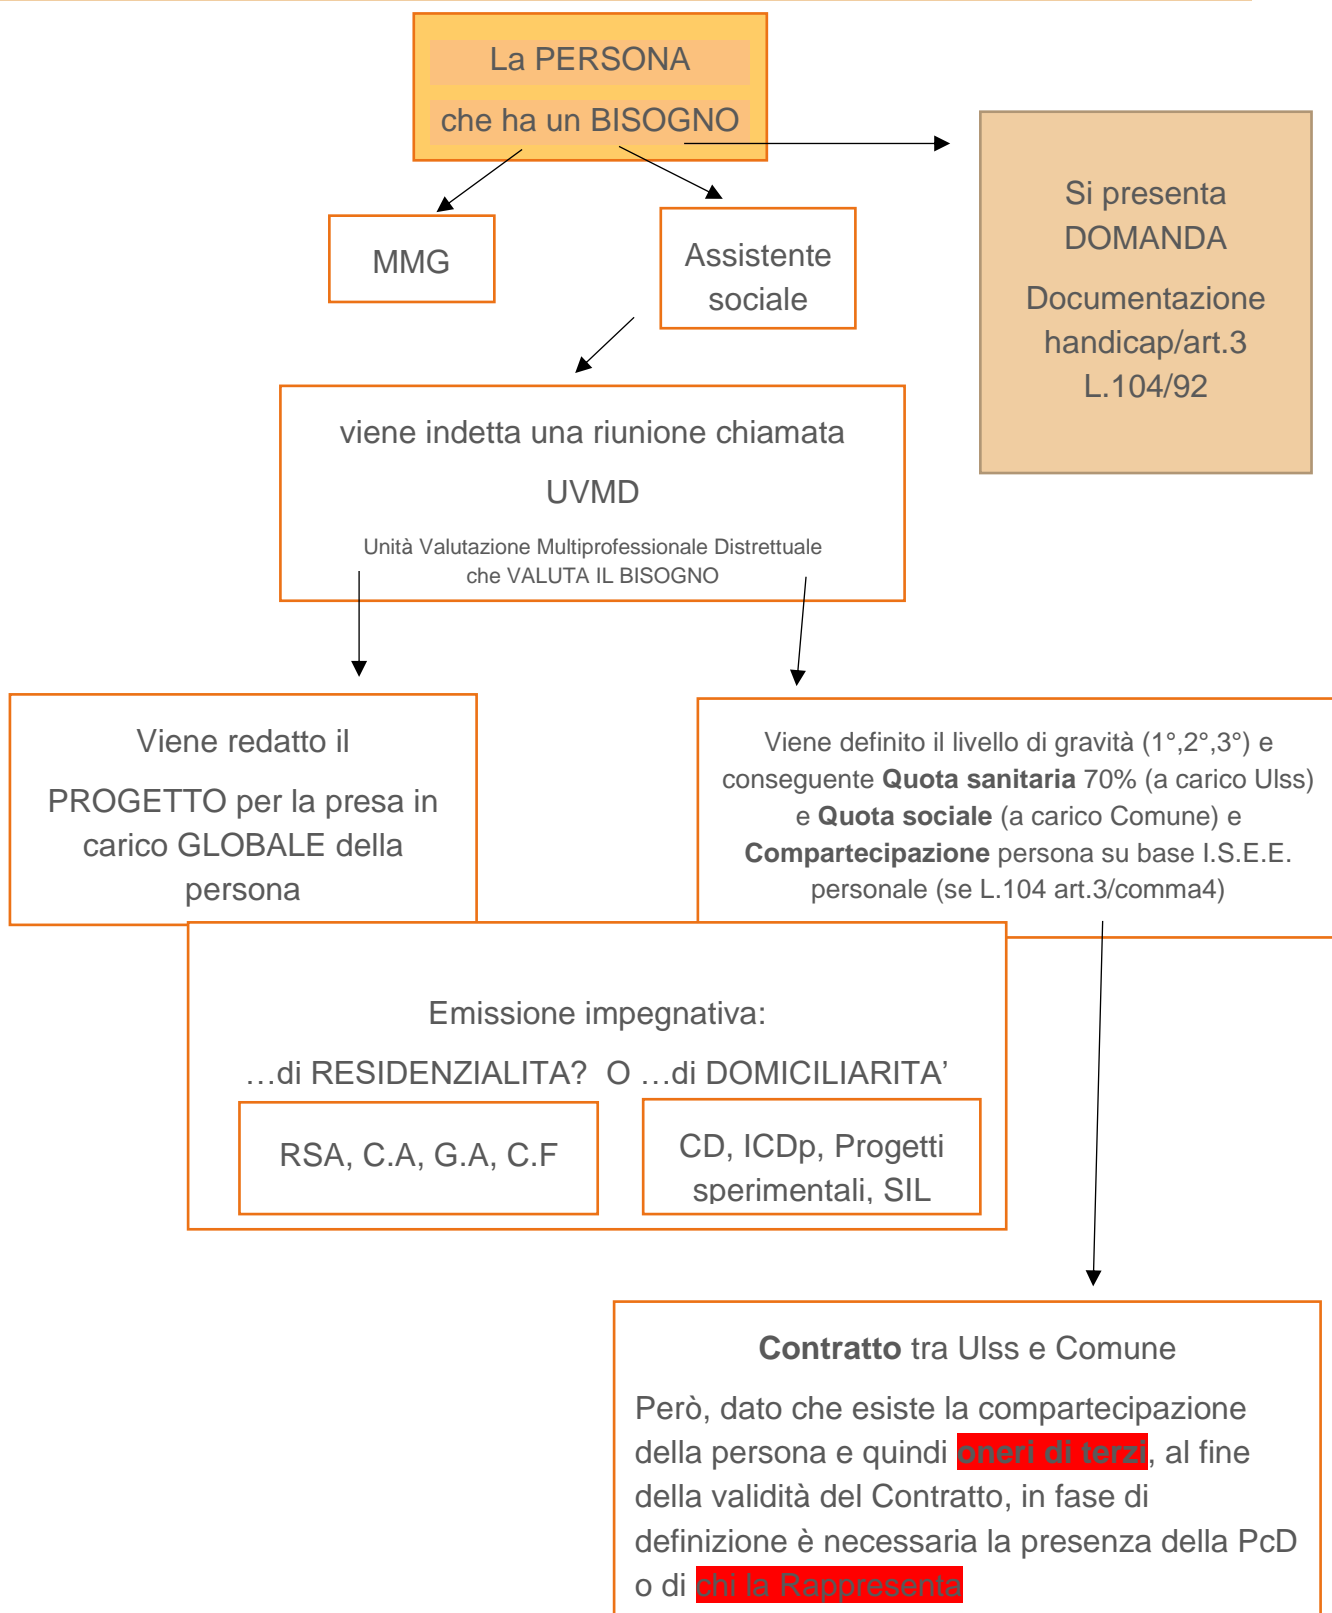 La PERSONA
che ha un BISOGNO
Si presenta
DOMANDA
Documentazione
handicap/art.3
L.104/92
MMG
Assistente
sociale
viene indetta una riunione chiamata
UVMD
Unità Valutazione Multiprofessionale Distrettuale
che VALUTA IL BISOGNO
Viene redatto il
PROGETTO per la presa in
carico GLOBALE della
persona
Viene definito il livello di gravità (1°,2°,3°) e
conseguente Quota sanitaria 70% (a carico Ulss)
e Quota sociale (a carico Comune) e
Compartecipazione persona su base I.S.E.E.
personale (se L.104 art.3/comma4)
Emissione impegnativa:
…di RESIDENZIALITA? O …di DOMICILIARITA’
RSA, C.A, G.A, C.F
CD, ICDp, Progetti
sperimentali, SIL
Contratto tra Ulss e Comune
Però, dato che esiste la compartecipazione
della persona e quindi oneri di terzi, al fine
della validità del Contratto, in fase di
definizione è necessaria la presenza della PcD
o di chi la Rappresenta